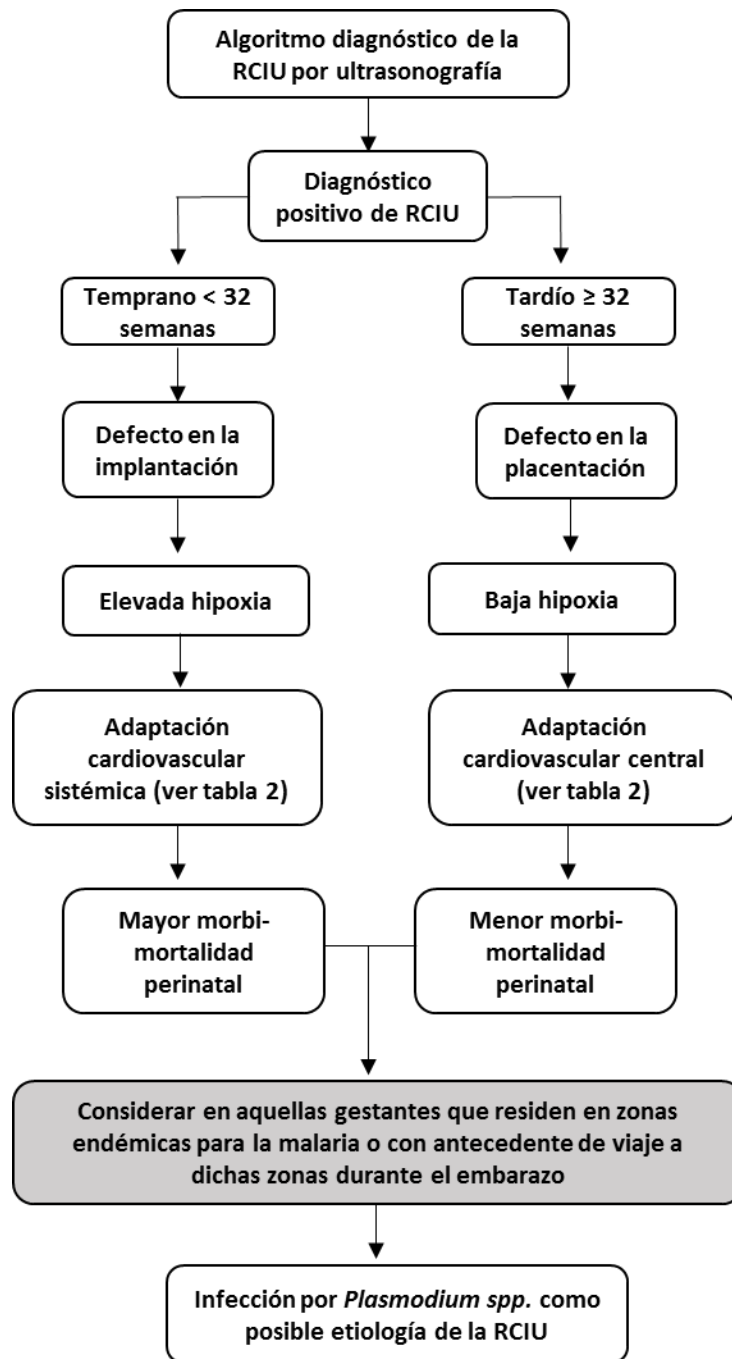 Algoritmo diagnóstico de la
RCIU por ultrasonografía
Diagnóstico
positivo de RCIU
Temprano < 32
semanas
Tardío ≥ 32
semanas
Defecto en la
implantación
Defecto en la
placentación
Elevada hipoxia
Baja hipoxia
Adaptación
cardiovascular
sistémica (ver tabla 2)
Adaptación
cardiovascular central
(ver tabla 2)
Mayor morbi-
mortalidad
perinatal
Menor morbi-
mortalidad
perinatal
Considerar en aquellas gestantes que residen en zonas
endémicas para la malaria o con antecedente de viaje a
dichas zonas durante el embarazo
Infección por Plasmodium spp. como
posible etiología de la RCIU